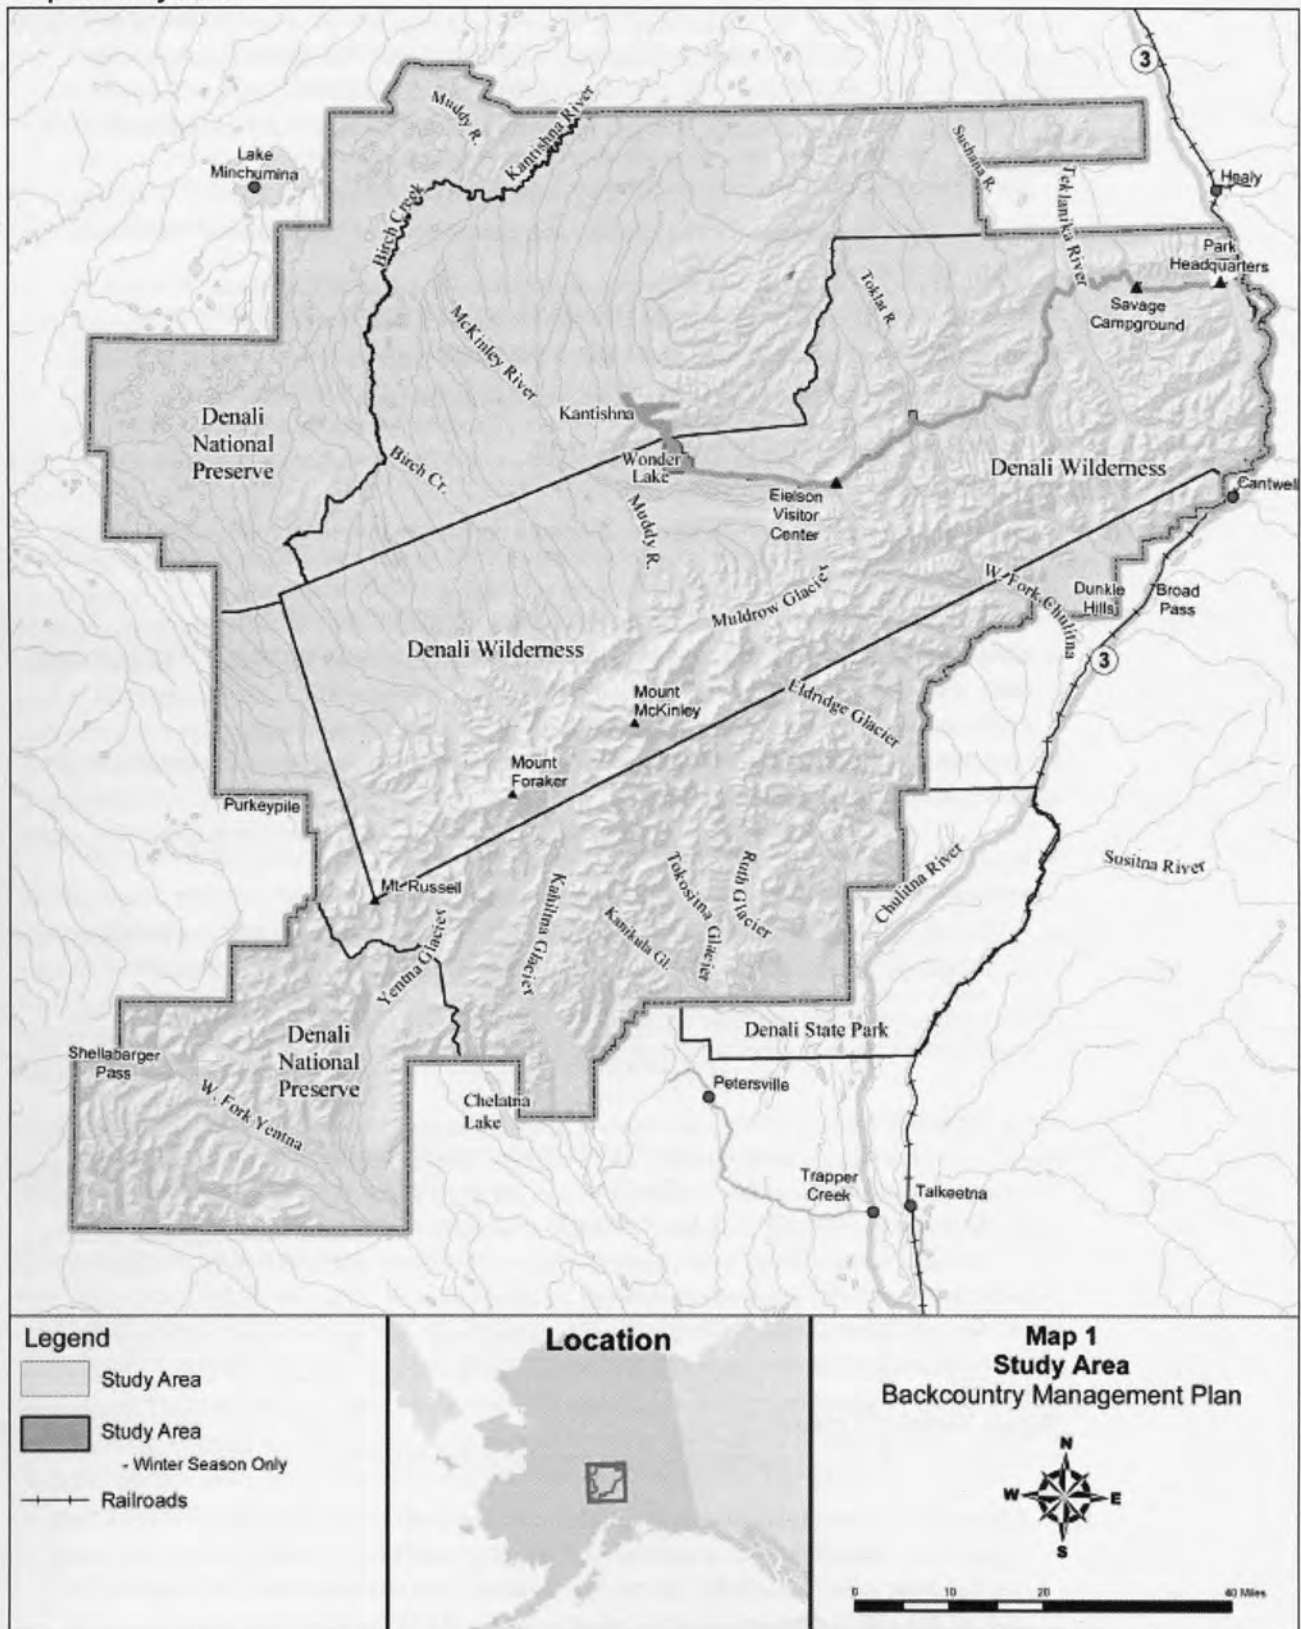 3
Muddy R.
Kantishna River
Lake
Minchumina
Sushana R.
Teklanika River
Healy
Birch Creek
Park
Headquarters
Toklat R.
Savage
Campground
McKinley River
Kantishna
Denali
National
Preserve
Birch Cr.
Wonder
Lake
Denali Wilderness
Cantwell
Eielson
Visitor
Center
Muddy R.
W. Fork Chulitna
Dunkle
Hills
Broad
Pass
Muldrow Glacier
Denali Wilderness
3
Mount
McKinley
Eldridge Glacier
Mount
Foraker
Purkeypile
Chulitna River
Sositna River
Mt. Russell
Kahiltna Glacier
Tokositna Glacier
Ruth Glacier
Kanikula Gl.
Yentna Glacier
Denali
National
Preserve
Denali State Park
Shellabarger
Pass
W. Fork Yentna
Chelatna
Lake
Petersville
Trapper
Creek
Talkeetna
Legend
Study Area
Study Area
- Winter Season Only
Railroads
Location
Map 1
Study Area
Backcountry Management Plan
N
W
E
S
0 10 20 40 Miles